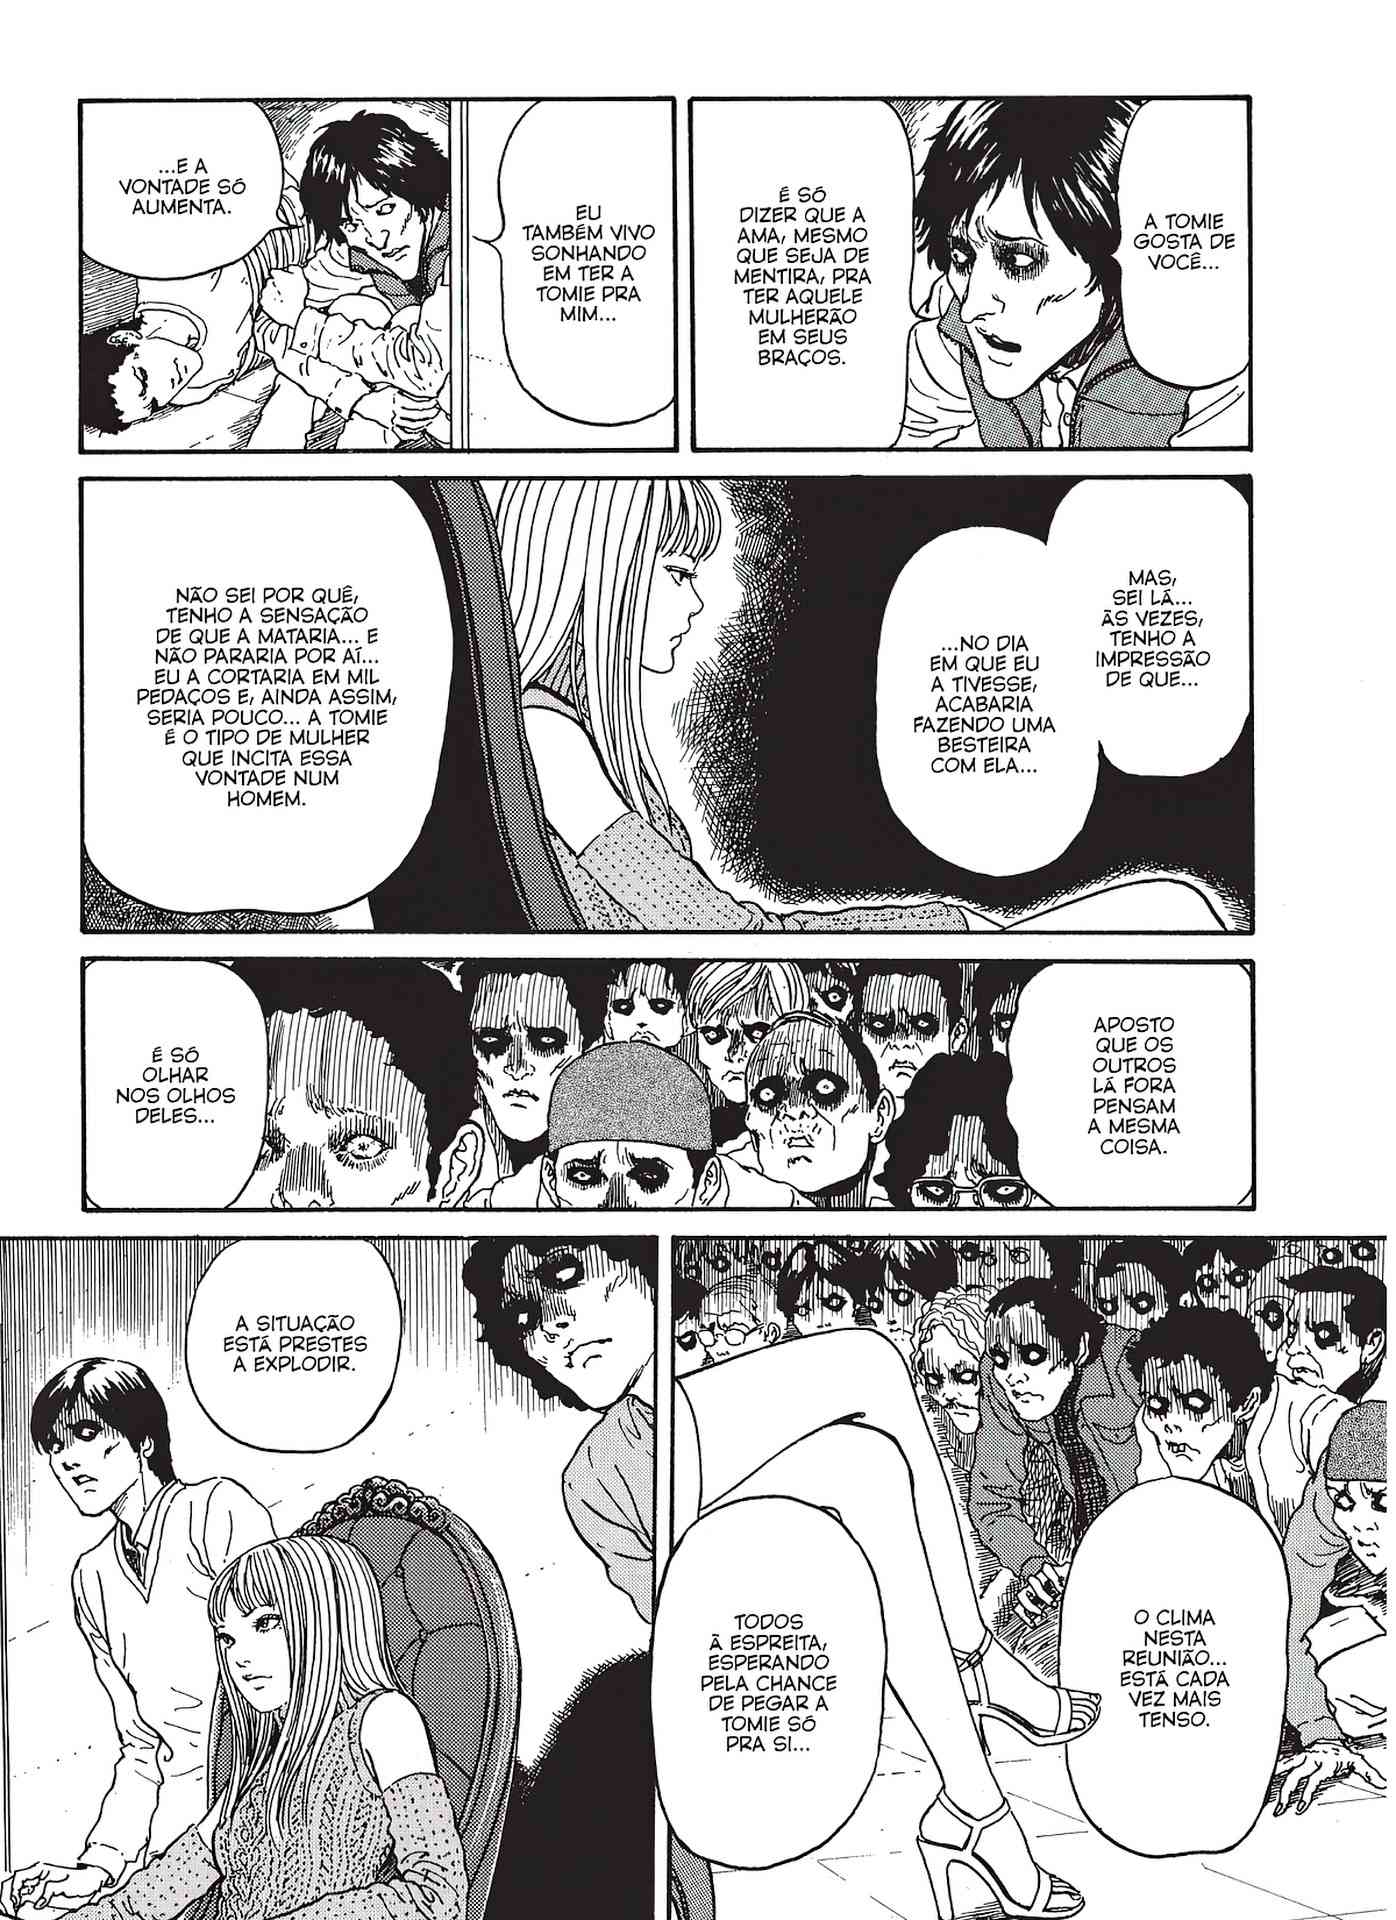 A TOMIE
GOSTA DE
VOCÊ...
É SÓ
DIZER QUE A
AMA, MESMO
QUE SEJA DE
MENTIRA, PRA
TER AQUELE
MULHERÃO
EM SEUS
BRAÇOS.
EU
TAMBÉM VIVO
SONHANDO
EM TER A
TOMIE PRA
MIM...
...E A
VONTADE SÓ
AUMENTA.
MAS,
SEI LÁ...
ÀS VEZES,
TENHO A
IMPRESSÃO
DE QUE...
...NO DIA
EM QUE EU
A TIVESSE,
ACABARIA
FAZENDO UMA
BESTEIRA
COM ELA...
NÃO SEI POR QUÊ,
TENHO A SENSAÇÃO
DE QUE A MATARIA... E
NÃO PARARIA POR AÍ...
EU A CORTARIA EM MIL
PEDAÇOS E, AINDA ASSIM,
SERIA POUCO... A TOMIE
É O TIPO DE MULHER
QUE INCITA ESSA
VONTADE NUM
HOMEM.
APOSTO
QUE OS
OUTROS
LÁ FORA
PENSAM
A MESMA
COISA.
É SÓ
OLHAR
NOS OLHOS
DELES...
O CLIMA
NESTA
REUNIÃO...
ESTÁ CADA
VEZ MAIS
TENSO.
TODOS
À ESPREITA,
ESPERANDO
PELA CHANCE
DE PEGAR A
TOMIE SÓ
PRA SI...
A SITUAÇÃO
ESTÁ PRESTES
A EXPLODIR.